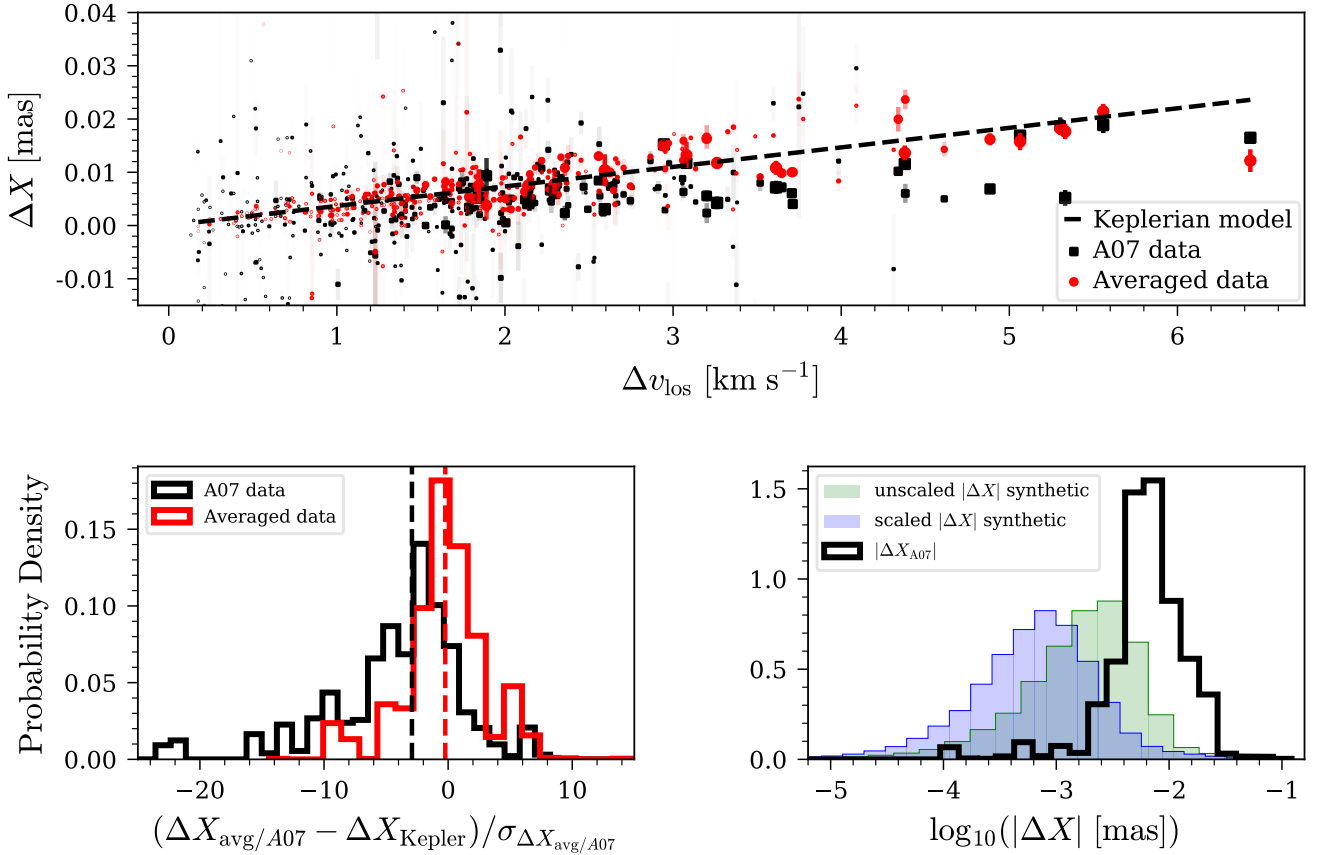 0.04
0.03
0.02
0.01
0.00
-0.01
ΔX [mas]
Keplerian model
A07 data
Averaged data
0 1 2 3 4 5 6
Δv_los [km s⁻¹]
A07 data
Averaged data
0.15
0.10
0.05
0.00
Probability Density
−20 −10 0 10
(ΔX_avg/A07 − ΔX_Kepler)/σ_ΔX_avg/A07
unscaled |ΔX| synthetic
scaled |ΔX| synthetic
|ΔX_A07|
1.5
1.0
0.5
0.0
−5 −4 −3 −2 −1
log₁₀(|ΔX| [mas])